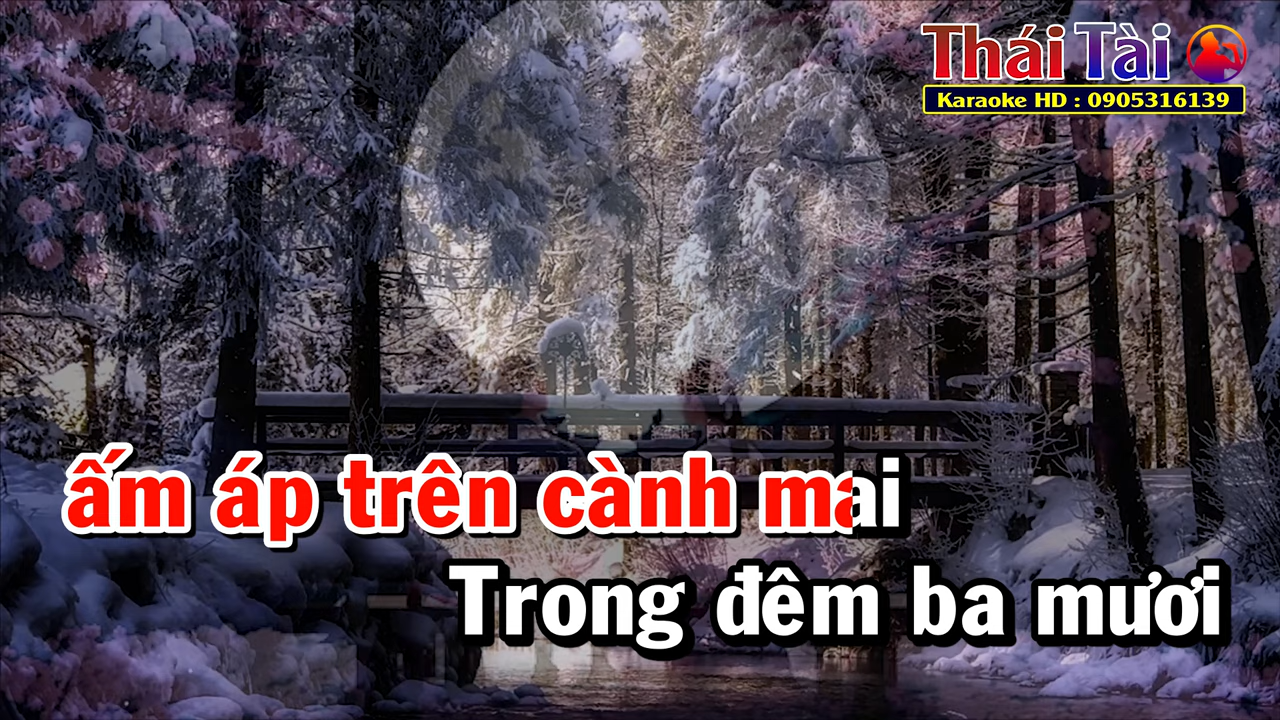 Thái Tài
Karaoke HD : 0905316139
ấm áp trên cành mai
Trong đêm ba mươi